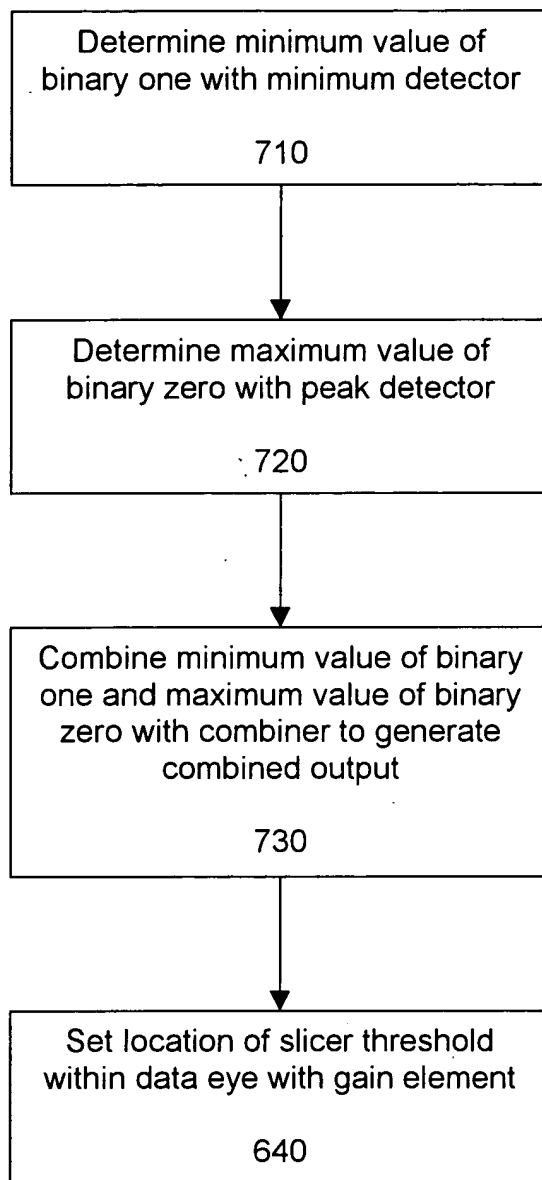 Determine minimum value of
binary one with minimum detector
710
Determine maximum value of
binary zero with peak detector
720
Combine minimum value of binary
one and maximum value of binary
zero with combiner to generate
combined output
730
Set location of slicer threshold
within data eye with gain element
640